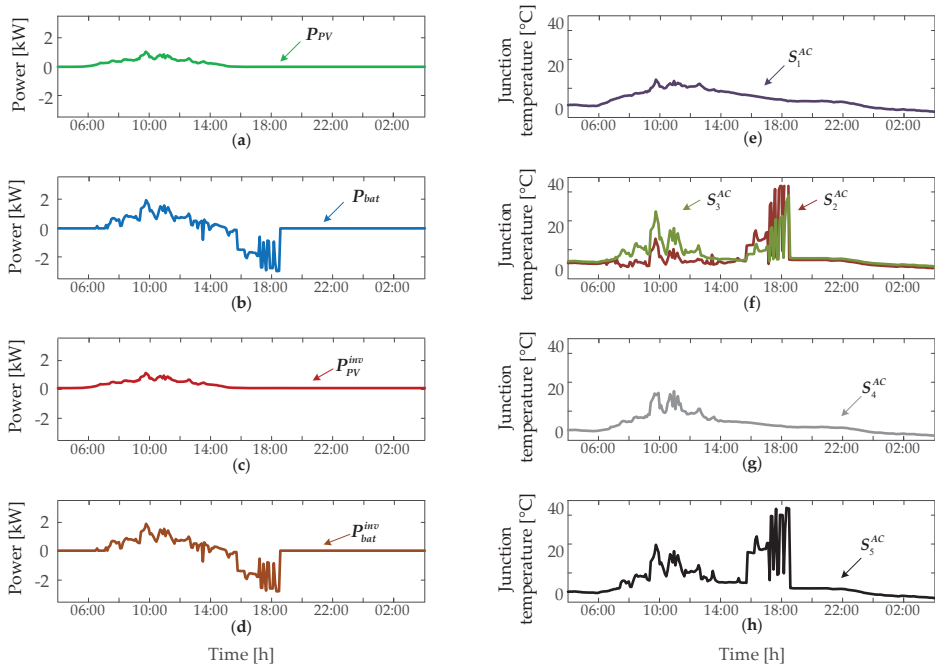 Power [kW]
2
0
-2
P_PV
06:00 10:00 14:00 18:00 22:00 02:00
(a)
Power [kW]
2
0
-2
P_bat
06:00 10:00 14:00 18:00 22:00 02:00
(b)
Power [kW]
2
0
-2
P_PV^inv
06:00 10:00 14:00 18:00 22:00 02:00
(c)
Power [kW]
2
0
-2
P_bat^inv
06:00 10:00 14:00 18:00 22:00 02:00
(d)
Time [h]
Junction
temperature [°C]
40
20
0
S_1^AC
06:00 10:00 14:00 18:00 22:00 02:00
(e)
Junction
temperature [°C]
40
20
0
S_3^AC S_2^AC
06:00 10:00 14:00 18:00 22:00 02:00
(f)
Junction
temperature [°C]
40
20
0
S_4^AC
06:00 10:00 14:00 18:00 22:00 02:00
(g)
Junction
temperature [°C]
40
20
0
S_5^AC
06:00 10:00 14:00 18:00 22:00 02:00
(h)
Time [h]